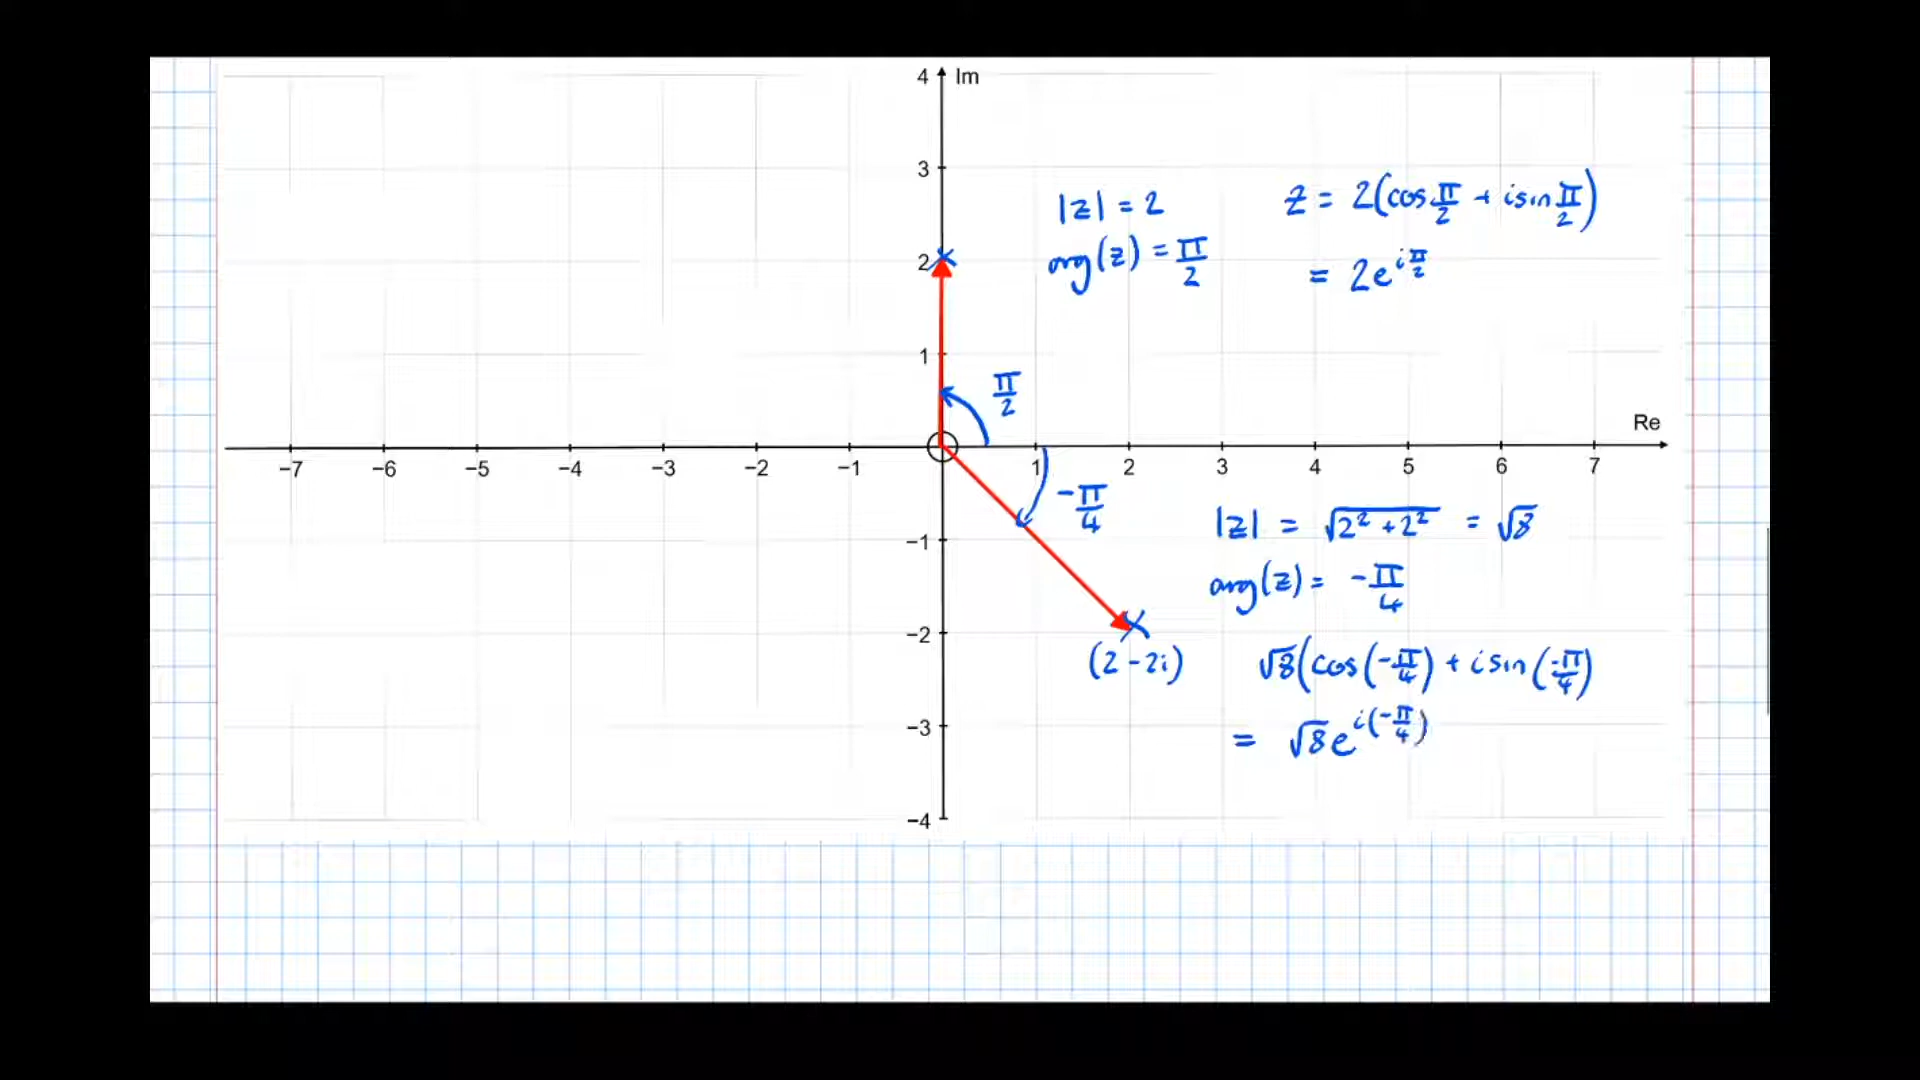 4 Im
3
|z| = 2
arg(z) = π/2
z = 2(cos π/2 + i sin π/2)
= 2e^(i π/2)
2
1
π/2
Re
−7 −6 −5 −4 −3 −2 −1 1 2 3 4 5 6 7
−π/4
−1
|z| = √(2² + 2²) = √8
arg(z) = −π/4
−2
(2 − 2i)
√8(cos(−π/4) + i sin(−π/4)
= √8e^(i(−π/4))
−3
−4